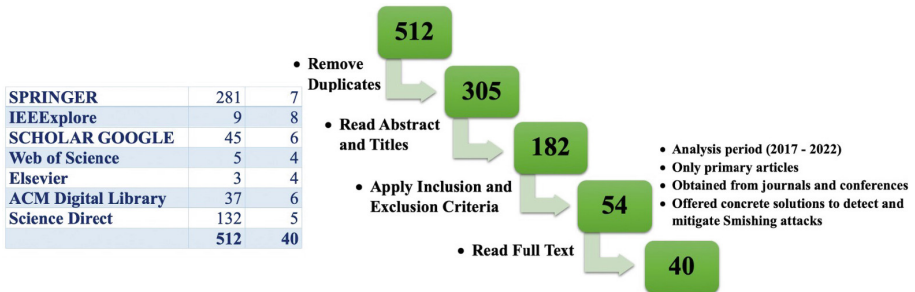 SPRINGER 281 7
IEEExplore 9 8
SCHOLAR GOOGLE 45 6
Web of Science 5 4
Elsevier 3 4
ACM Digital Library 37 6
Science Direct 132 5
512 40
512
• Remove
Duplicates
305
• Read Abstract
and Titles
182
• Apply Inclusion and
Exclusion Criteria
54
• Analysis period (2017 - 2022)
• Only primary articles
• Obtained from journals and conferences
• Offered concrete solutions to detect and
mitigate Smishing attacks
• Read Full Text
40